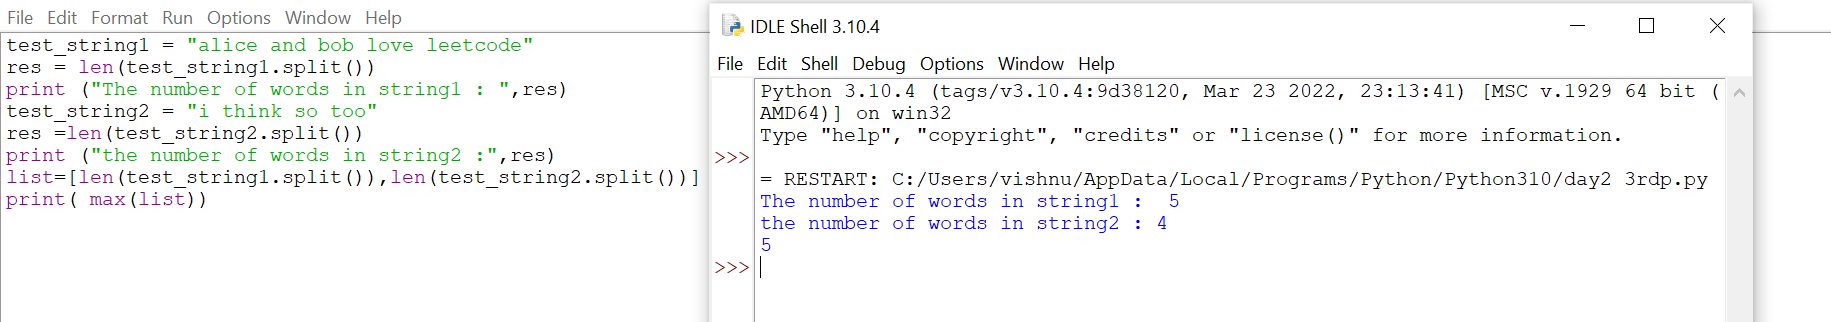 File Edit Format Run Options Window Help
test_string1 = "alice and bob love leetcode"
res = len(test_string1.split())
print ("The number of words in string1 : ",res)
test_string2 = "i think so too"
res =len(test_string2.split())
print ("the number of words in string2 :",res)
list=[len(test_string1.split()),len(test_string2.split())]
print( max(list))
IDLE Shell 3.10.4
File Edit Shell Debug Options Window Help
Python 3.10.4 (tags/v3.10.4:9d38120, Mar 23 2022, 23:13:41) [MSC v.1929 64 bit (
AMD64)] on win32
Type "help", "copyright", "credits" or "license()" for more information.
>>>
= RESTART: C:/Users/vishnu/AppData/Local/Programs/Python/Python310/day2 3rdp.py
The number of words in string1 :  5
the number of words in string2 : 4
5
>>>